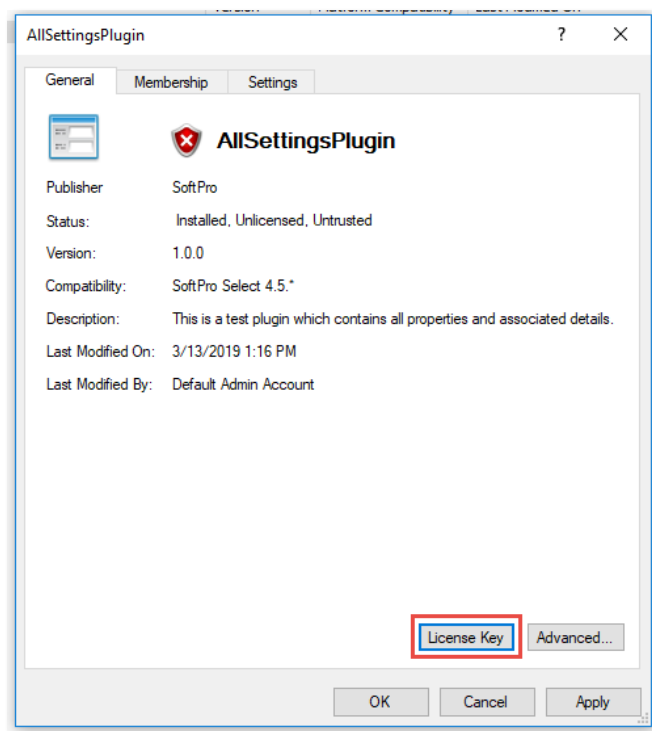 AllSettingsPlugin ? ×
General Membership Settings
AllSettingsPlugin
Publisher SoftPro
Status: Installed, Unlicensed, Untrusted
Version: 1.0.0
Compatibility: SoftPro Select 4.5.*
Description: This is a test plugin which contains all properties and associated details.
Last Modified On: 3/13/2019 1:16 PM
Last Modified By: Default Admin Account
License Key Advanced...
OK Cancel Apply